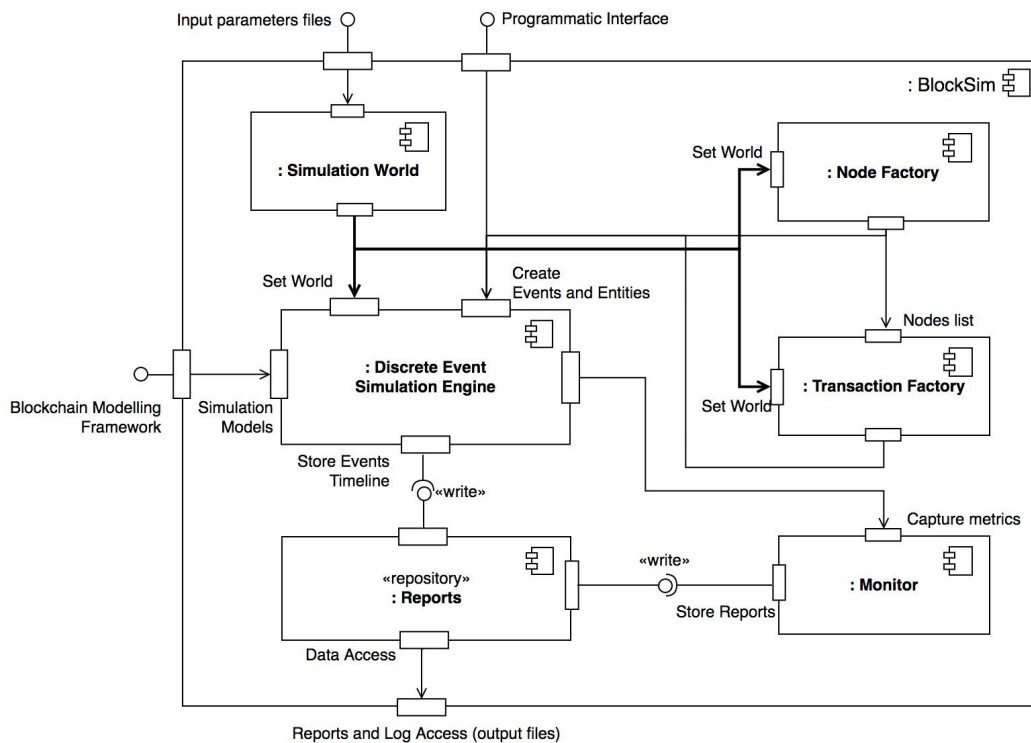 Input parameters files
Programmatic Interface
: BlockSim
: Simulation World
Set World
: Node Factory
Set World
Create
Events and Entities
Nodes list
: Discrete Event
Simulation Engine
: Transaction Factory
Set World
Blockchain Modelling
Framework
Simulation
Models
Store Events
Timeline
«write»
Capture metrics
«repository»
: Reports
«write»
: Monitor
Store Reports
Data Access
Reports and Log Access (output files)